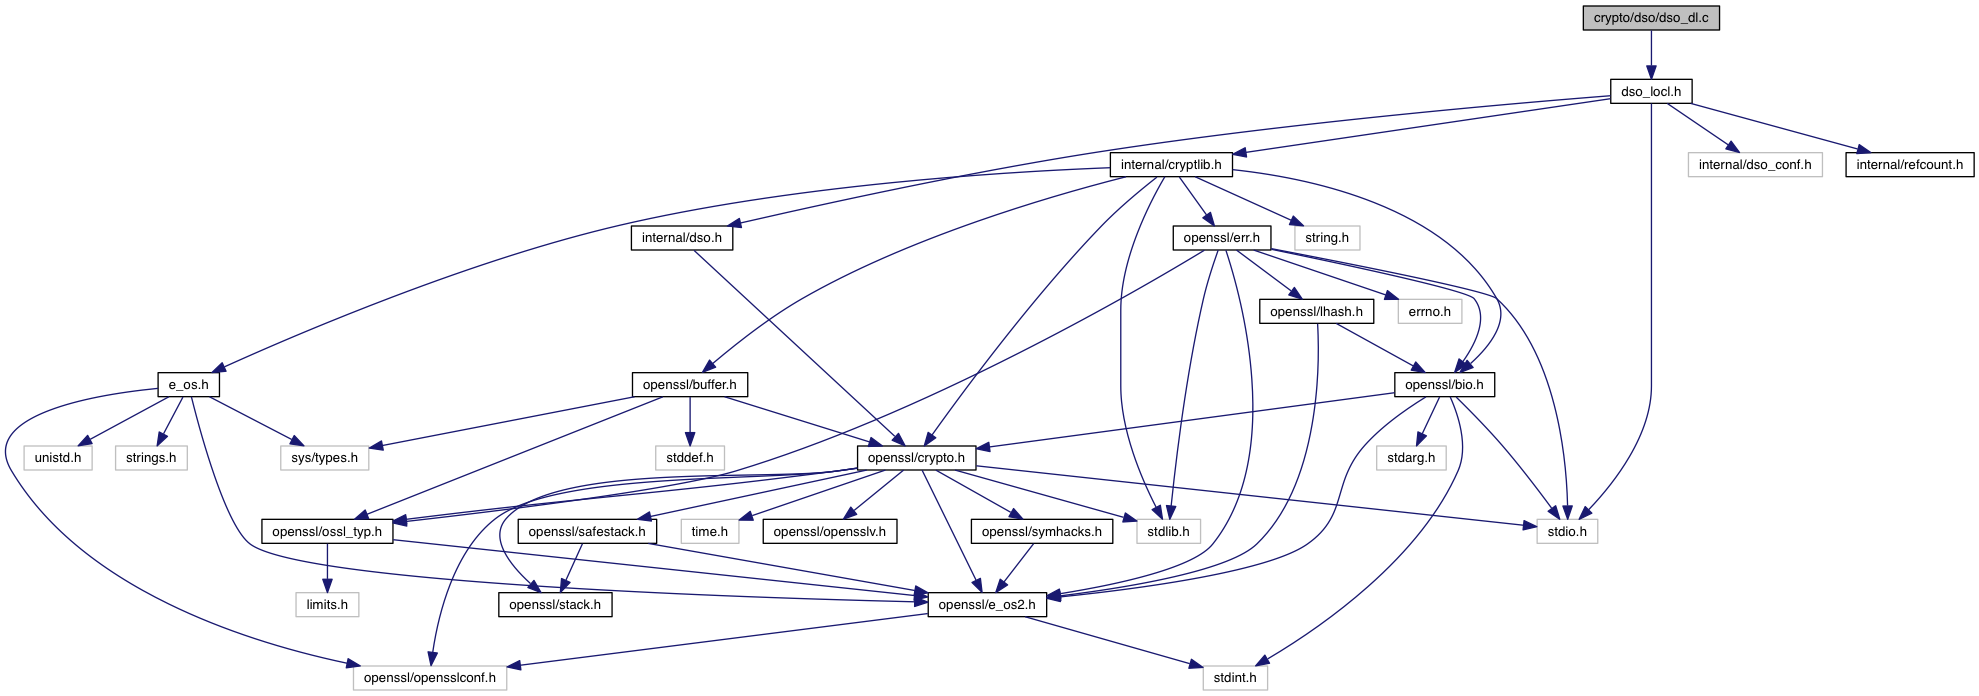 crypto/dso/dso_dl.c
dso_locl.h
internal/cryptlib.h
internal/dso_conf.h
internal/refcount.h
internal/dso.h
openssl/err.h
string.h
openssl/lhash.h
errno.h
e_os.h
openssl/buffer.h
openssl/bio.h
unistd.h
strings.h
sys/types.h
stddef.h
openssl/crypto.h
stdarg.h
openssl/ossl_typ.h
openssl/safestack.h
time.h
openssl/opensslv.h
openssl/symhacks.h
stdlib.h
stdio.h
limits.h
openssl/stack.h
openssl/e_os2.h
openssl/opensslconf.h
stdint.h